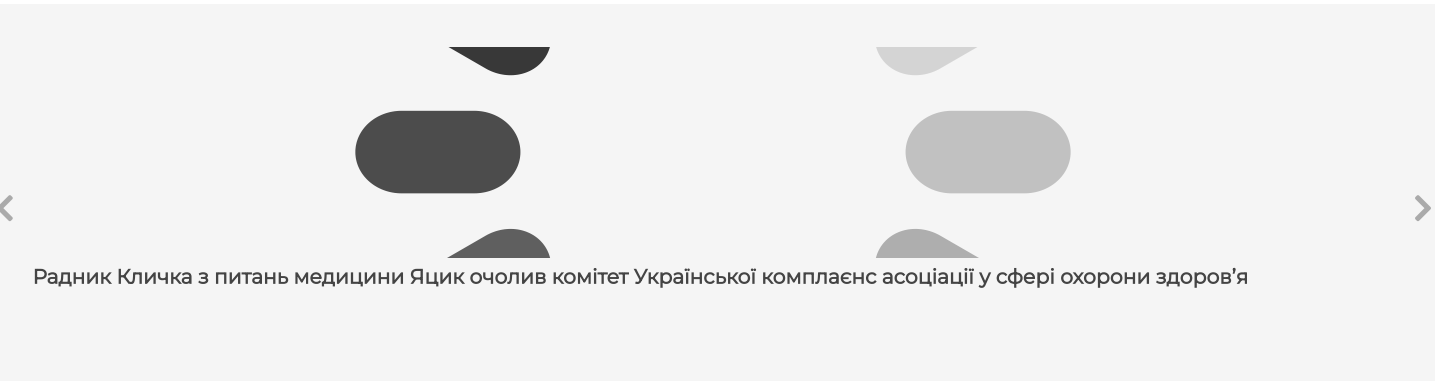 Радник Кличка з питань медицини Яцик очолив комітет Української комплаєнс асоціації у сфері охорони здоров’я